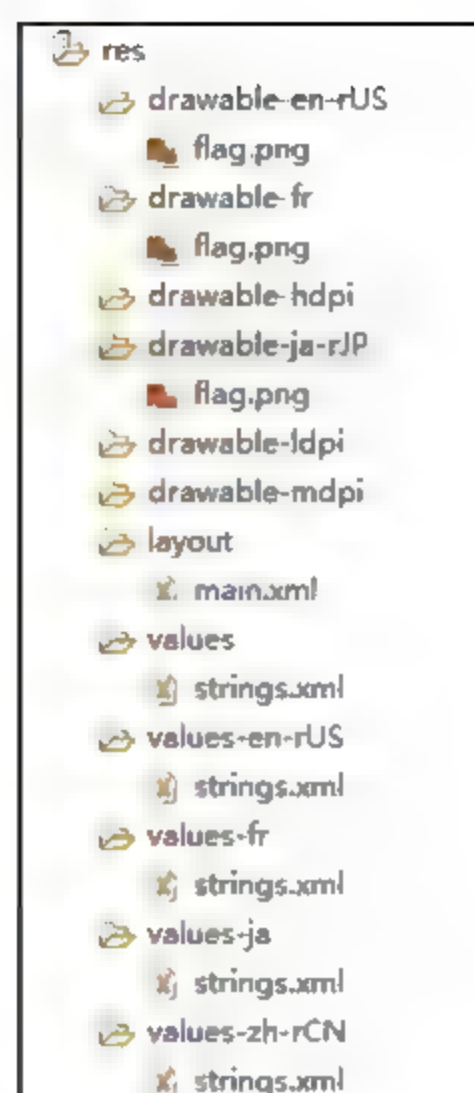 res
drawable-en-rUS
flag.png
drawable-fr
flag.png
drawable-hdpi
drawable-ja-rJP
flag.png
drawable-ldpi
drawable-mdpi
layout
main.xml
values
strings.xml
values-en-rUS
strings.xml
values-fr
strings.xml
values-ja
strings.xml
values-zh-rCN
strings.xml